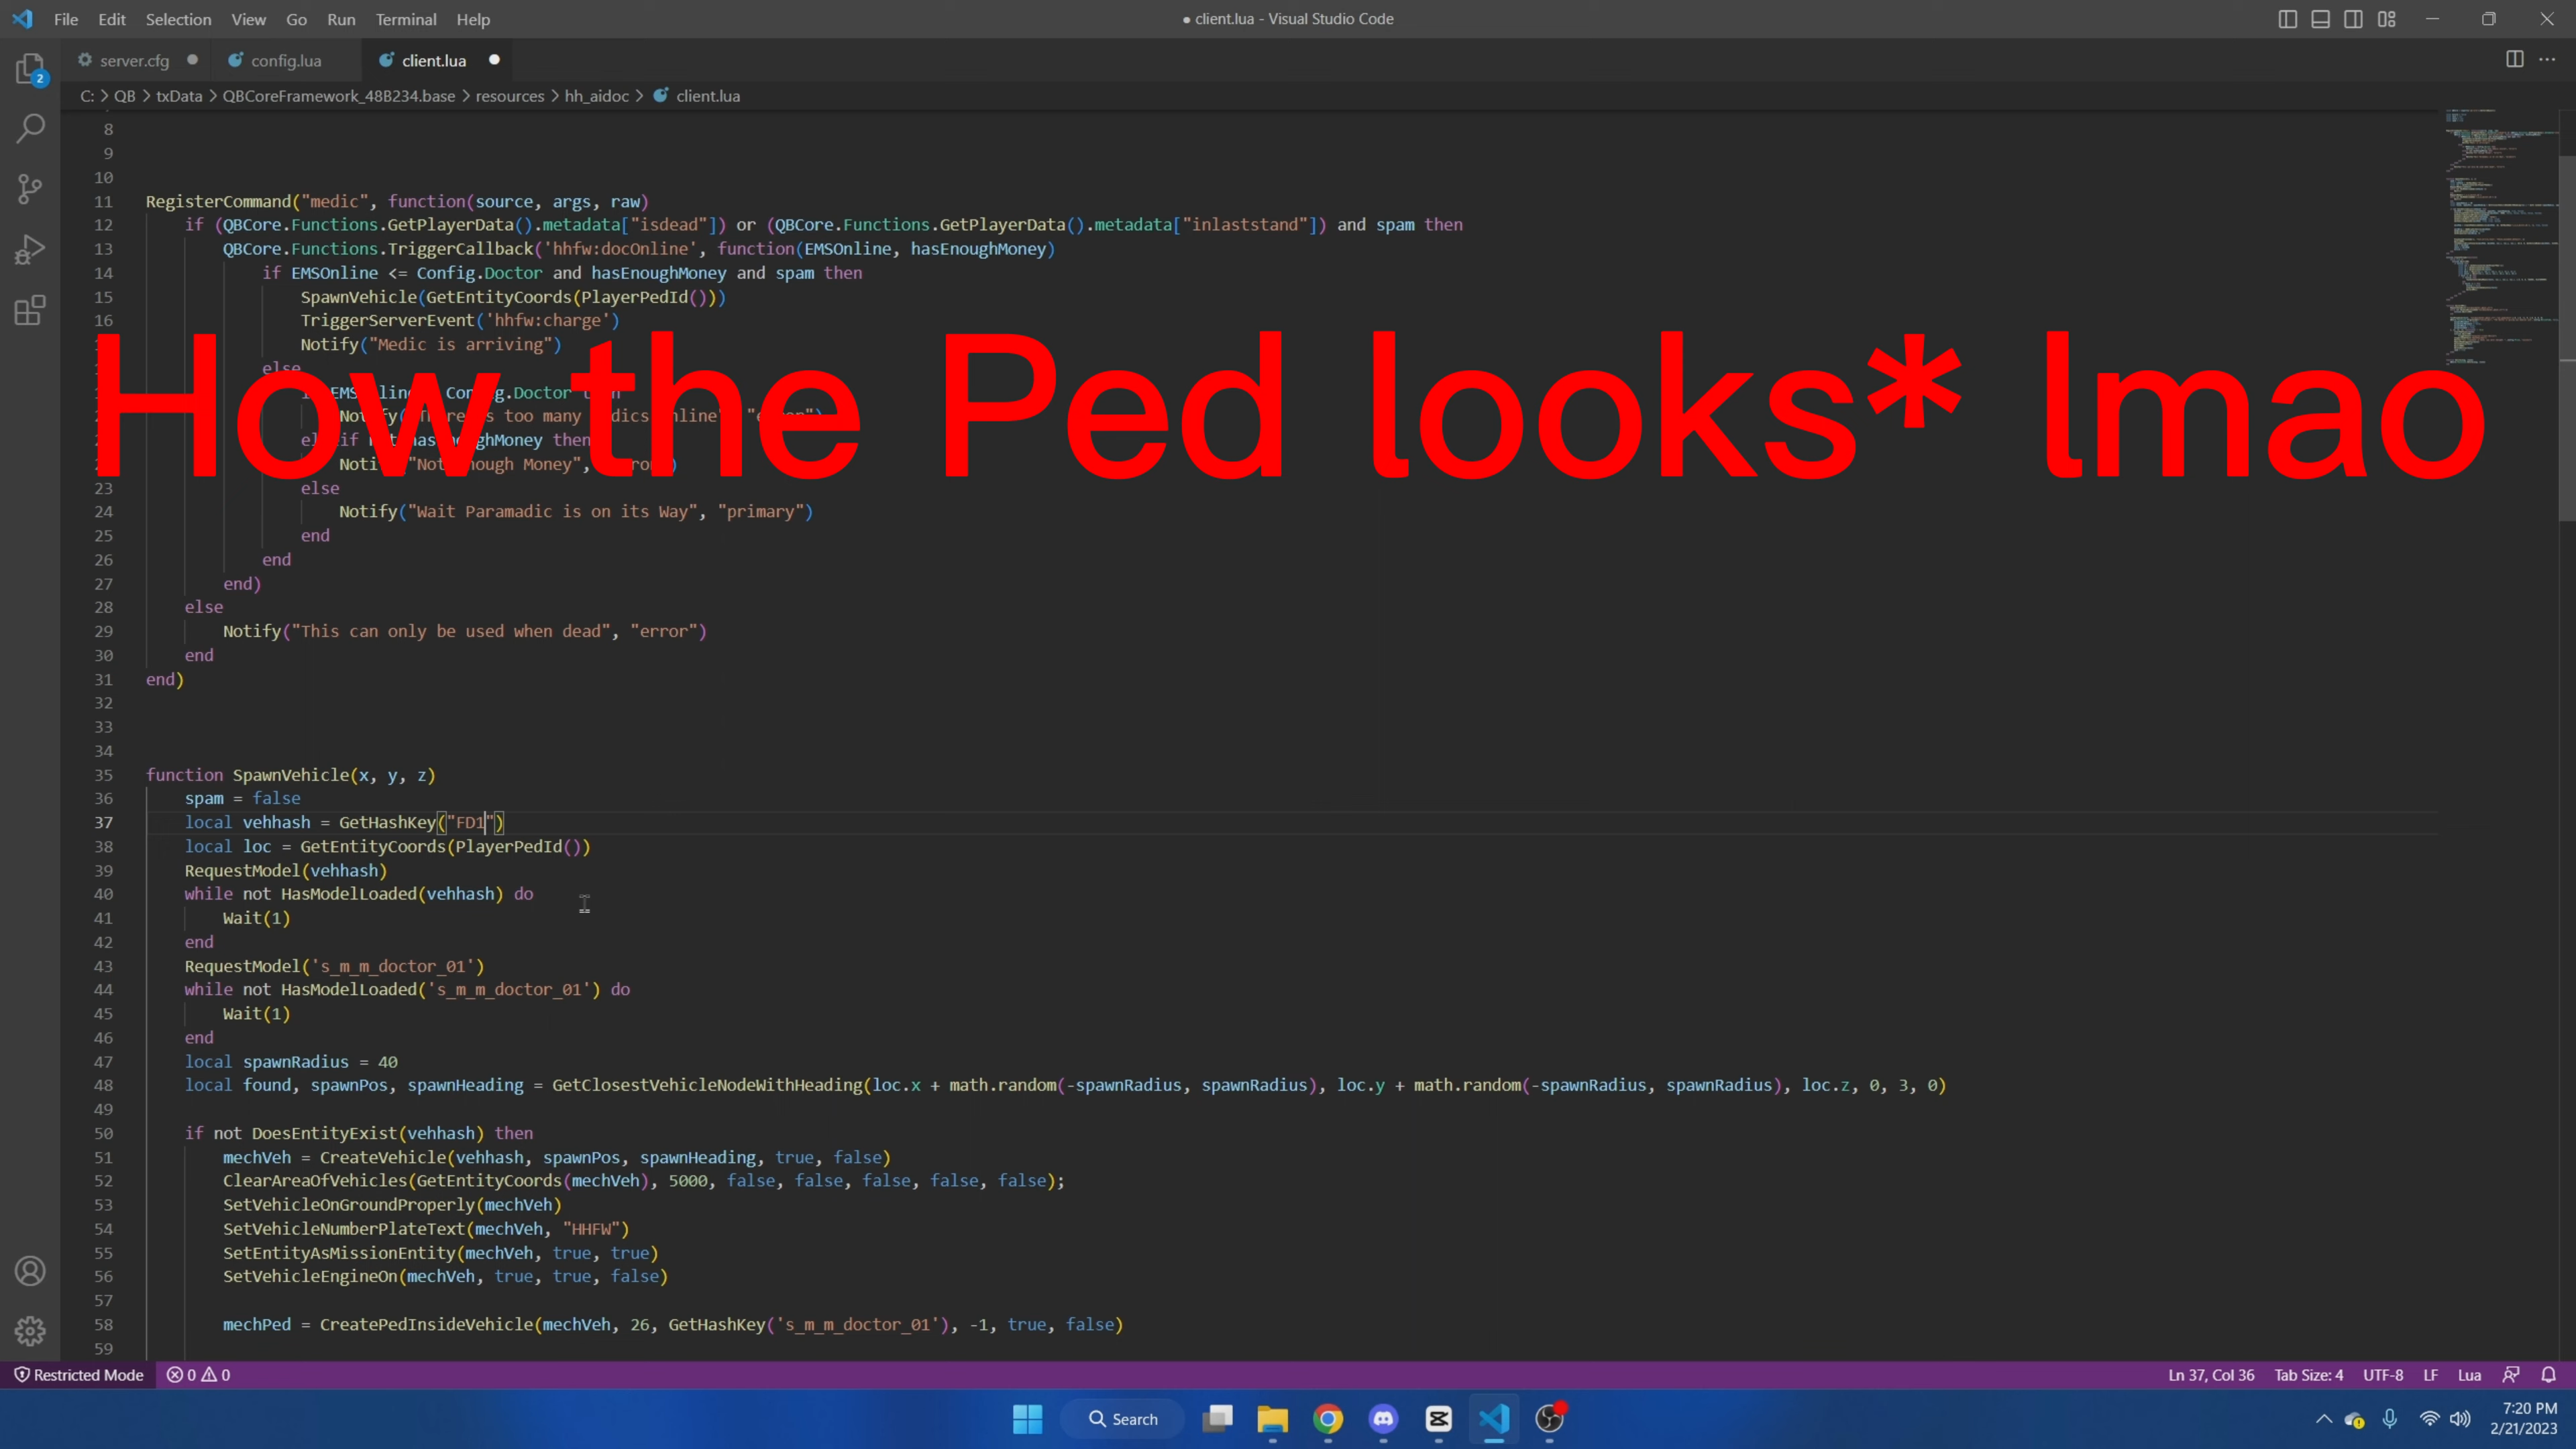 File Edit Selection View Go Run Terminal Help
● client.lua - Visual Studio Code
server.cfg ● config.lua client.lua ●
C: > QB > txData > QBCoreFramework_48B234.base > resources > hh_aidoc > client.lua
2
8
9
10
11 RegisterCommand("medic", function(source, args, raw)
12 if (QBCore.Functions.GetPlayerData().metadata["isdead"]) or (QBCore.Functions.GetPlayerData().metadata["inlaststand"]) and spam then
13 QBCore.Functions.TriggerCallback('hhfw:docOnline', function(EMSOnline, hasEnoughMoney)
14 if EMSOnline <= Config.Doctor and hasEnoughMoney and spam then
15 SpawnVehicle(GetEntityCoords(PlayerPedId()))
16 TriggerServerEvent('hhfw:charge')
Notify("Medic is arriving")
else
How the Ped looks* lmao
Config.Doctor
too many
then
Money",
23 else
24 Notify("Wait Paramadic is on its Way", "primary")
25 end
26 end
27 end)
28 else
29 Notify("This can only be used when dead", "error")
30 end
31 end)
32
33
34
35 function SpawnVehicle(x, y, z)
36 spam = false
37 local vehhash = GetHashKey("FD1")
38 local loc = GetEntityCoords(PlayerPedId())
39 RequestModel(vehhash)
40 while not HasModelLoaded(vehhash) do
41 Wait(1)
42 end
43 RequestModel('s_m_m_doctor_01')
44 while not HasModelLoaded('s_m_m_doctor_01') do
45 Wait(1)
46 end
47 local spawnRadius = 40
48 local found, spawnPos, spawnHeading = GetClosestVehicleNodeWithHeading(loc.x + math.random(-spawnRadius, spawnRadius), loc.y + math.random(-spawnRadius, spawnRadius), loc.z, 0, 3, 0)
49
50 if not DoesEntityExist(vehhash) then
51 mechVeh = CreateVehicle(vehhash, spawnPos, spawnHeading, true, false)
52 ClearAreaOfVehicles(GetEntityCoords(mechVeh), 5000, false, false, false, false, false);
53 SetVehicleOnGroundProperly(mechVeh)
54 SetVehicleNumberPlateText(mechVeh, "HHFW")
55 SetEntityAsMissionEntity(mechVeh, true, true)
56 SetVehicleEngineOn(mechVeh, true, true, false)
57
58 mechPed = CreatePedInsideVehicle(mechVeh, 26, GetHashKey('s_m_m_doctor_01'), -1, true, false)
59
Restricted Mode 0 0 Ln 37, Col 36 Tab Size: 4 UTF-8 LF Lua
Search
7:20 PM
2/21/2023